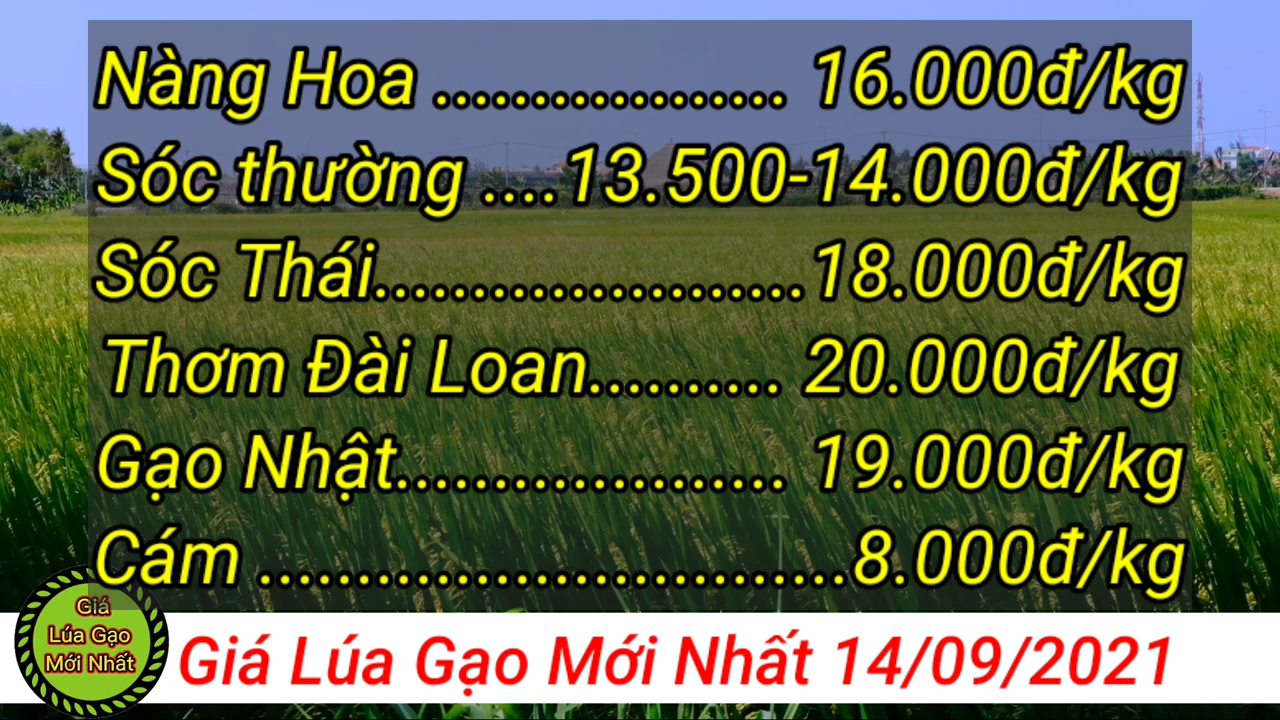 Nàng Hoa .................. 16.000đ/kg
Sóc thường ....13.500-14.000đ/kg
Sóc Thái......................18.000đ/kg
Thơm Đài Loan.......... 20.000đ/kg
Gạo Nhật.................... 19.000đ/kg
Cám ..............................8.000đ/kg
Giá
Lúa Gạo
Mới Nhất
Giá Lúa Gạo Mới Nhất 14/09/2021